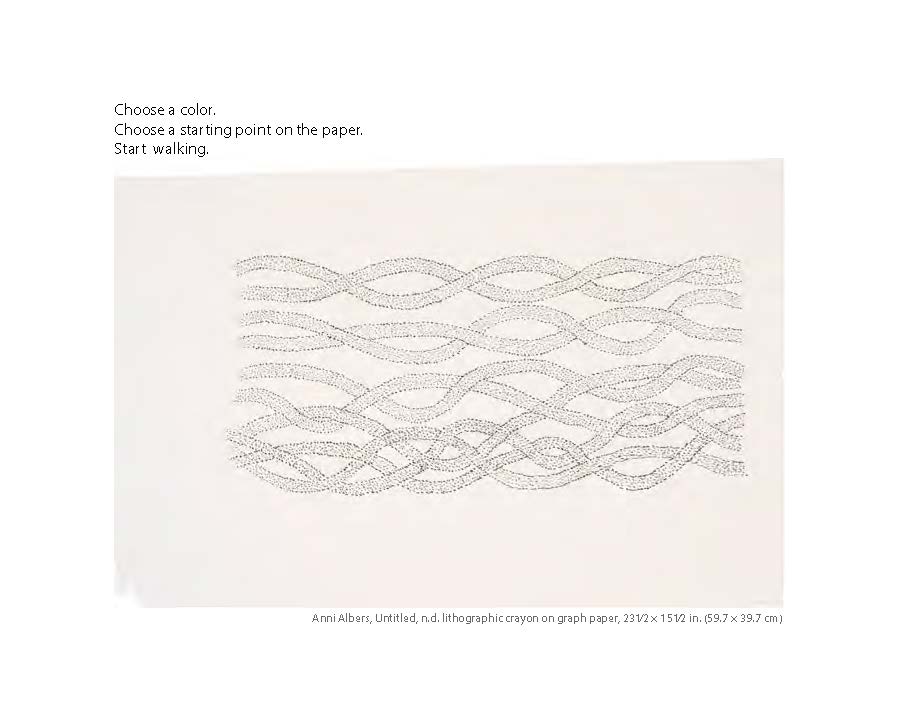 Choose a color.
Choose a starting point on the paper.
Start walking.
Anni Albers, Untitled, n.d. lithographic crayon on graph paper, 231/2 × 151/2 in. (59.7 × 39.7 cm)